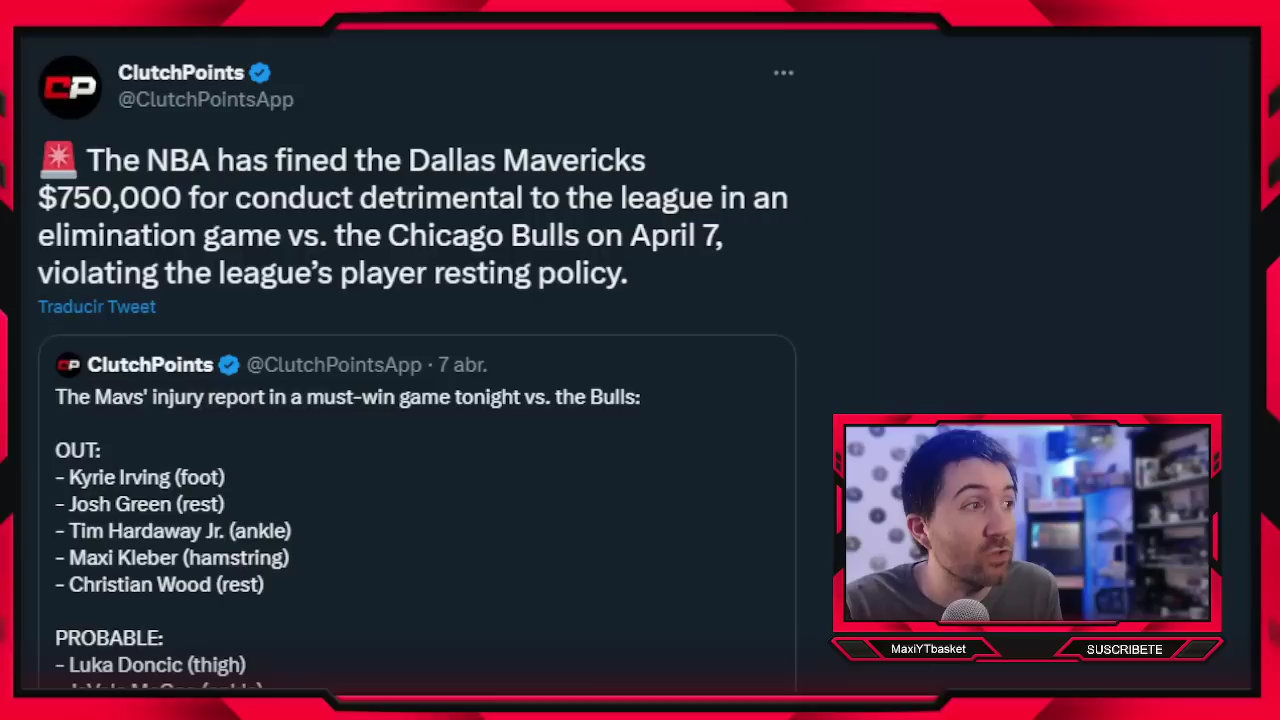 CP
ClutchPoints
@ClutchPointsApp
The NBA has fined the Dallas Mavericks
$750,000 for conduct detrimental to the league in an
elimination game vs. the Chicago Bulls on April 7,
violating the league’s player resting policy.
Traducir Tweet
CP ClutchPoints @ClutchPointsApp · 7 abr.
The Mavs' injury report in a must-win game tonight vs. the Bulls:
OUT:
- Kyrie Irving (foot)
- Josh Green (rest)
- Tim Hardaway Jr. (ankle)
- Maxi Kleber (hamstring)
- Christian Wood (rest)
PROBABLE:
- Luka Doncic (thigh)
MaxiYTbasket
SUSCRIBETE